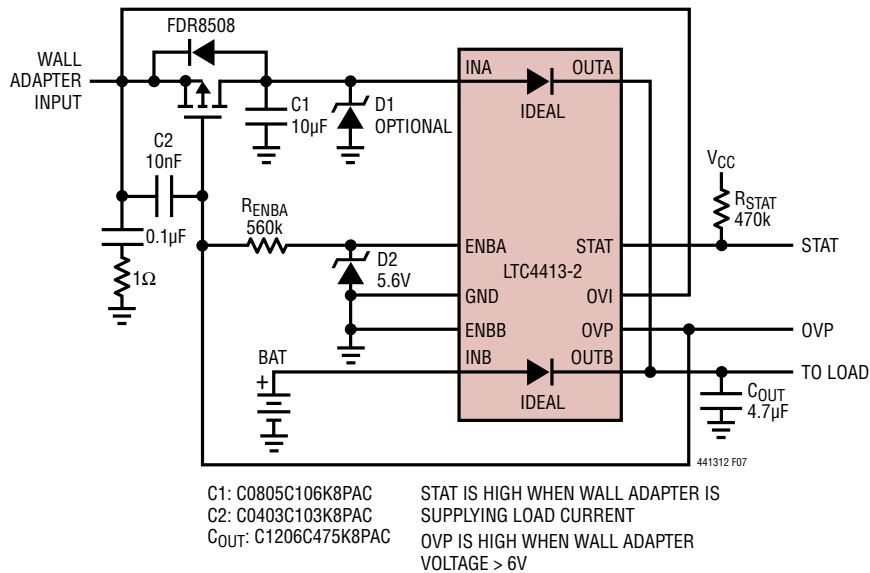 FDR8508
WALL
ADAPTER
INPUT
C2
10nF
0.1µF
1Ω
C1
10µF
D1
OPTIONAL
R_ENBA
560k
D2
5.6V
BAT
+
INA
OUTA
IDEAL
ENBA
STAT
LTC4413-2
GND
OVI
ENBB
OVP
INB
OUTB
IDEAL
V_CC
R_STAT
470k
STAT
OVP
TO LOAD
C_OUT
4.7µF
441312 F07
C1: C0805C106K8PAC
C2: C0403C103K8PAC
C_OUT: C1206C475K8PAC
STAT IS HIGH WHEN WALL ADAPTER IS
SUPPLYING LOAD CURRENT
OVP IS HIGH WHEN WALL ADAPTER
VOLTAGE > 6V